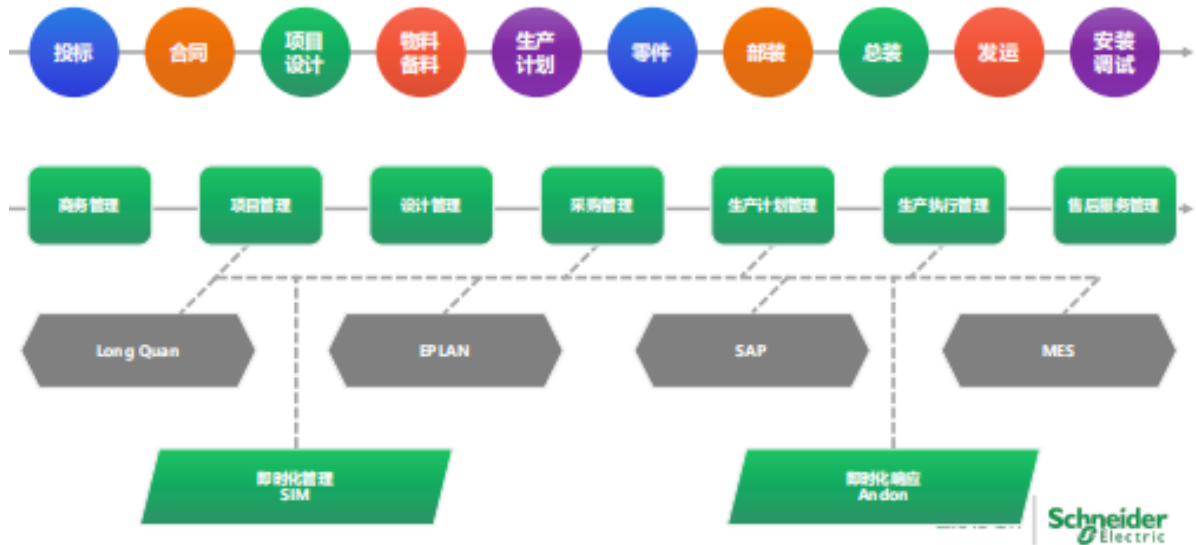 投标
合同
项目
设计
物料
备料
生产
计划
零件
部装
总装
发运
安装
调试
商务管理
项目管理
设计管理
采购管理
生产计划管理
生产执行管理
售后服务管理
Long Quan
EPLAN
SAP
MES
即时化管理
SIM
即时化响应
Andon
Schneider
Electric